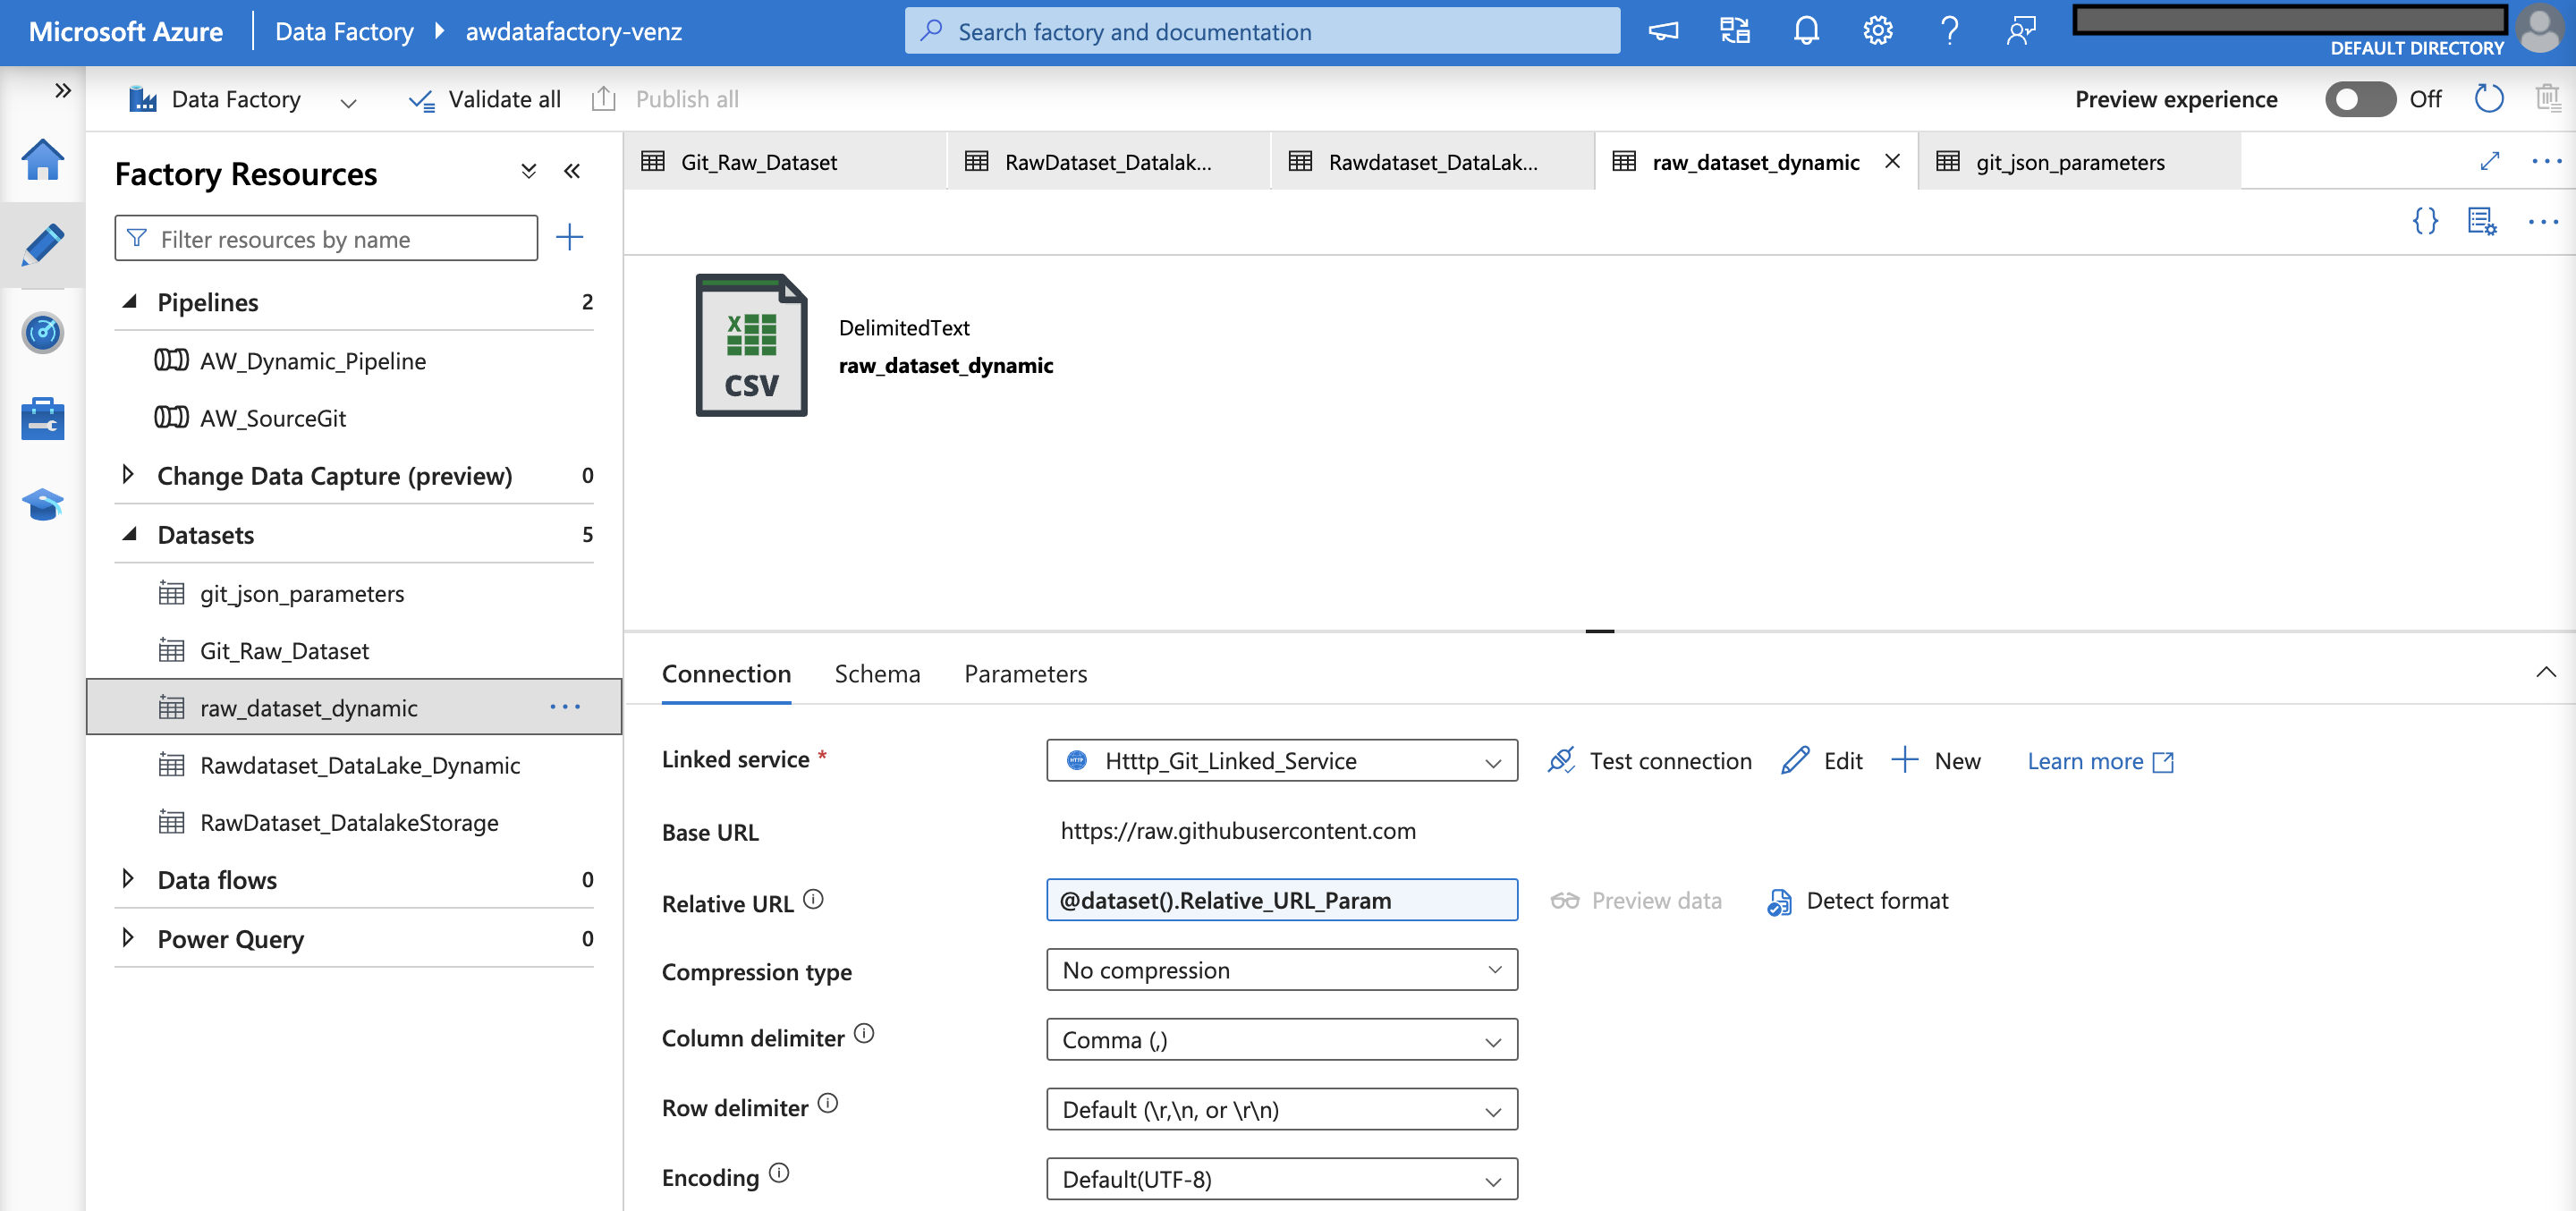 Microsoft Azure
Data Factory
awdatafactory-venz
Search factory and documentation
DEFAULT DIRECTORY
Data Factory
Validate all
Publish all
Preview experience
Off
Factory Resources
Filter resources by name
Pipelines 2
AW_Dynamic_Pipeline
AW_SourceGit
Change Data Capture (preview) 0
Datasets 5
git_json_parameters
Git_Raw_Dataset
raw_dataset_dynamic
Rawdataset_DataLake_Dynamic
RawDataset_DatalakeStorage
Data flows 0
Power Query 0
Git_Raw_Dataset
RawDataset_Datalak...
Rawdataset_DataLak...
raw_dataset_dynamic
git_json_parameters
X
CSV
DelimitedText
raw_dataset_dynamic
Connection
Schema
Parameters
Linked service *
HTTP
Htttp_Git_Linked_Service
Test connection
Edit
New
Learn more
Base URL
https://raw.githubusercontent.com
Relative URL
@dataset().Relative_URL_Param
Preview data
Detect format
Compression type
No compression
Column delimiter
Comma (,)
Row delimiter
Default (\r,\n, or \r\n)
Encoding
Default(UTF-8)